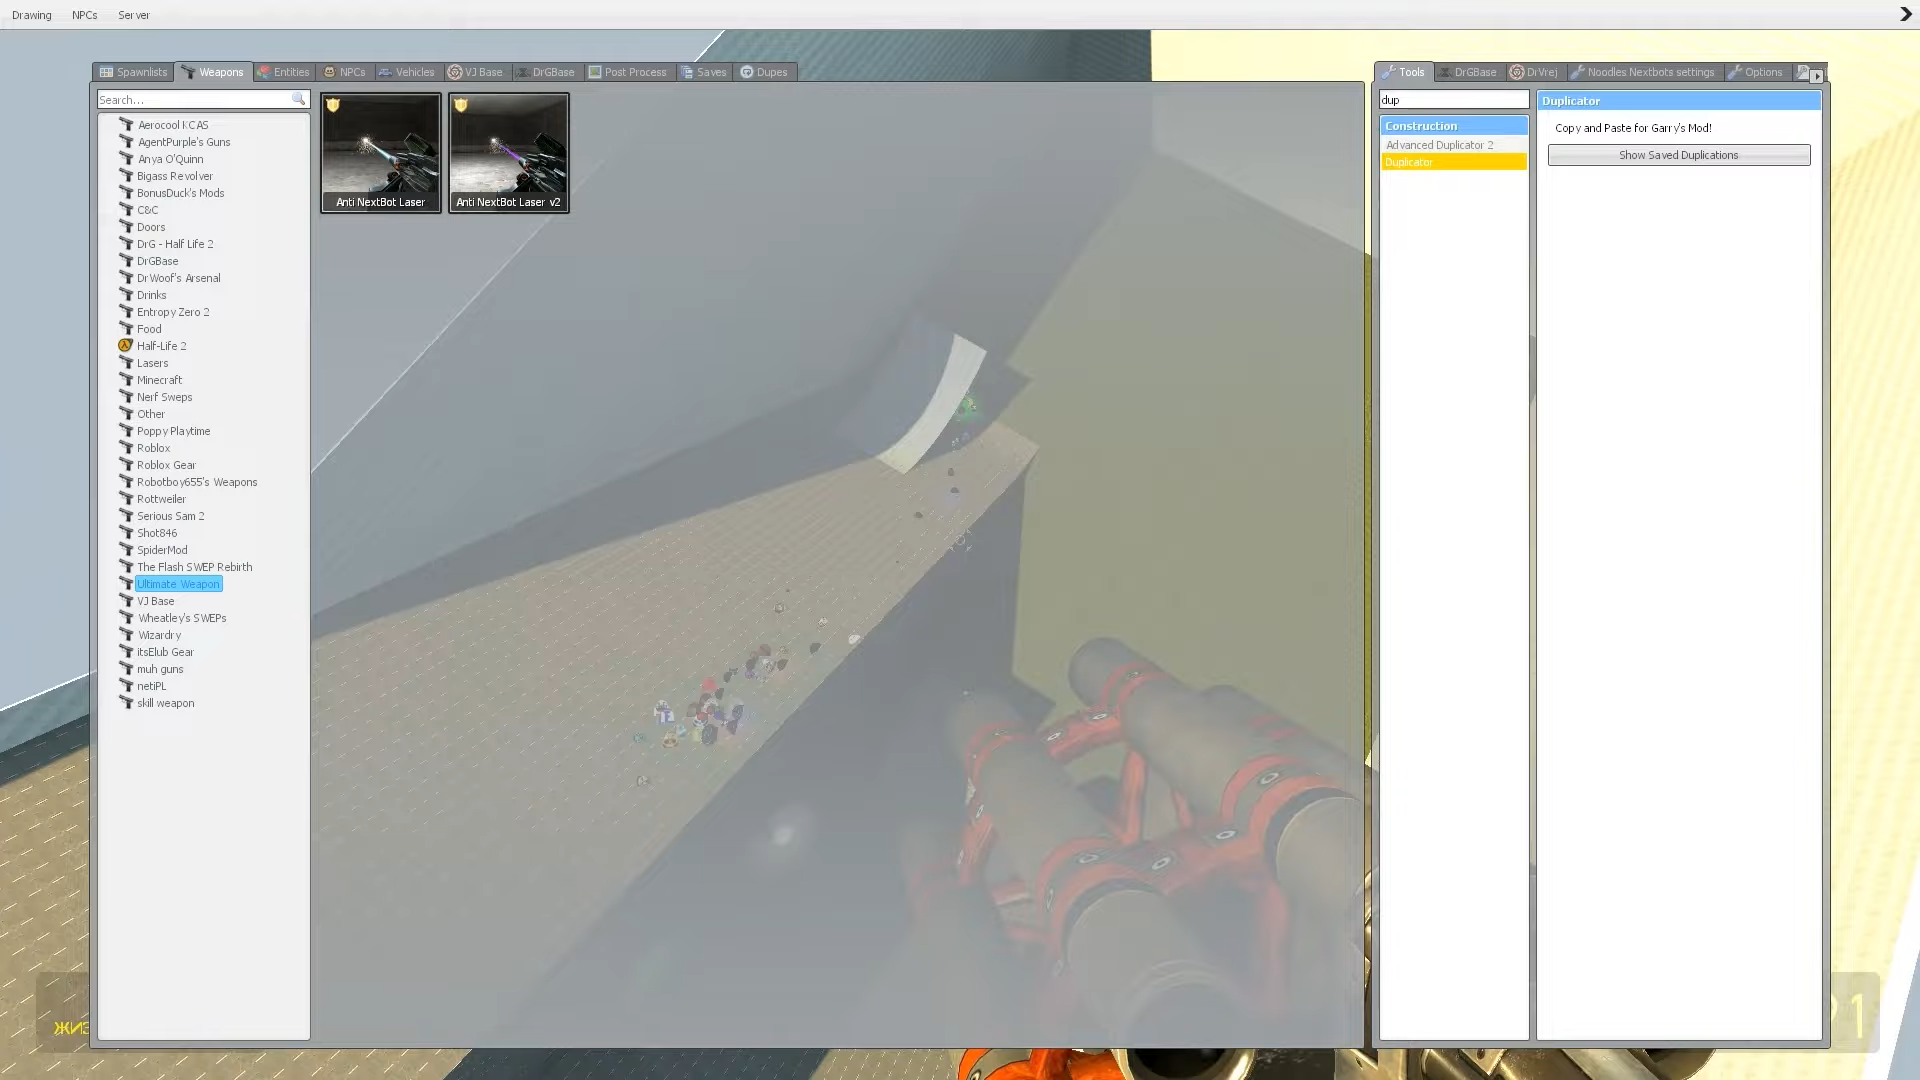 Drawing NPCs Server
Spawnlists Weapons Entities NPCs Vehicles VJ Base DrGBase Post Process Saves Dupes
Search...
Aerocool KCAS
AgentPurple's Guns
Anya O'Quinn
Bigass Revolver
BonusDuck's Mods
C&C
Doors
DrG - Half Life 2
DrGBase
DrWoof's Arsenal
Drinks
Entropy Zero 2
Food
Half-Life 2
Lasers
Minecraft
Nerf Sweps
Other
Poppy Playtime
Roblox
Roblox Gear
Robotboy655's Weapons
Rottweiler
Serious Sam 2
Shot846
SpiderMod
The Flash SWEP Rebirth
Ultimate Weapon
VJ Base
Wheatley's SWEPs
Wizardry
itsElub Gear
muh guns
netiPL
skill weapon
Anti NextBot Laser
Anti NextBot Laser v2
Tools DrGBase DrVrej Noodles Nextbots settings Options
dup
Construction
Advanced Duplicator 2
Duplicator
Duplicator
Copy and Paste for Garry's Mod!
Show Saved Duplications